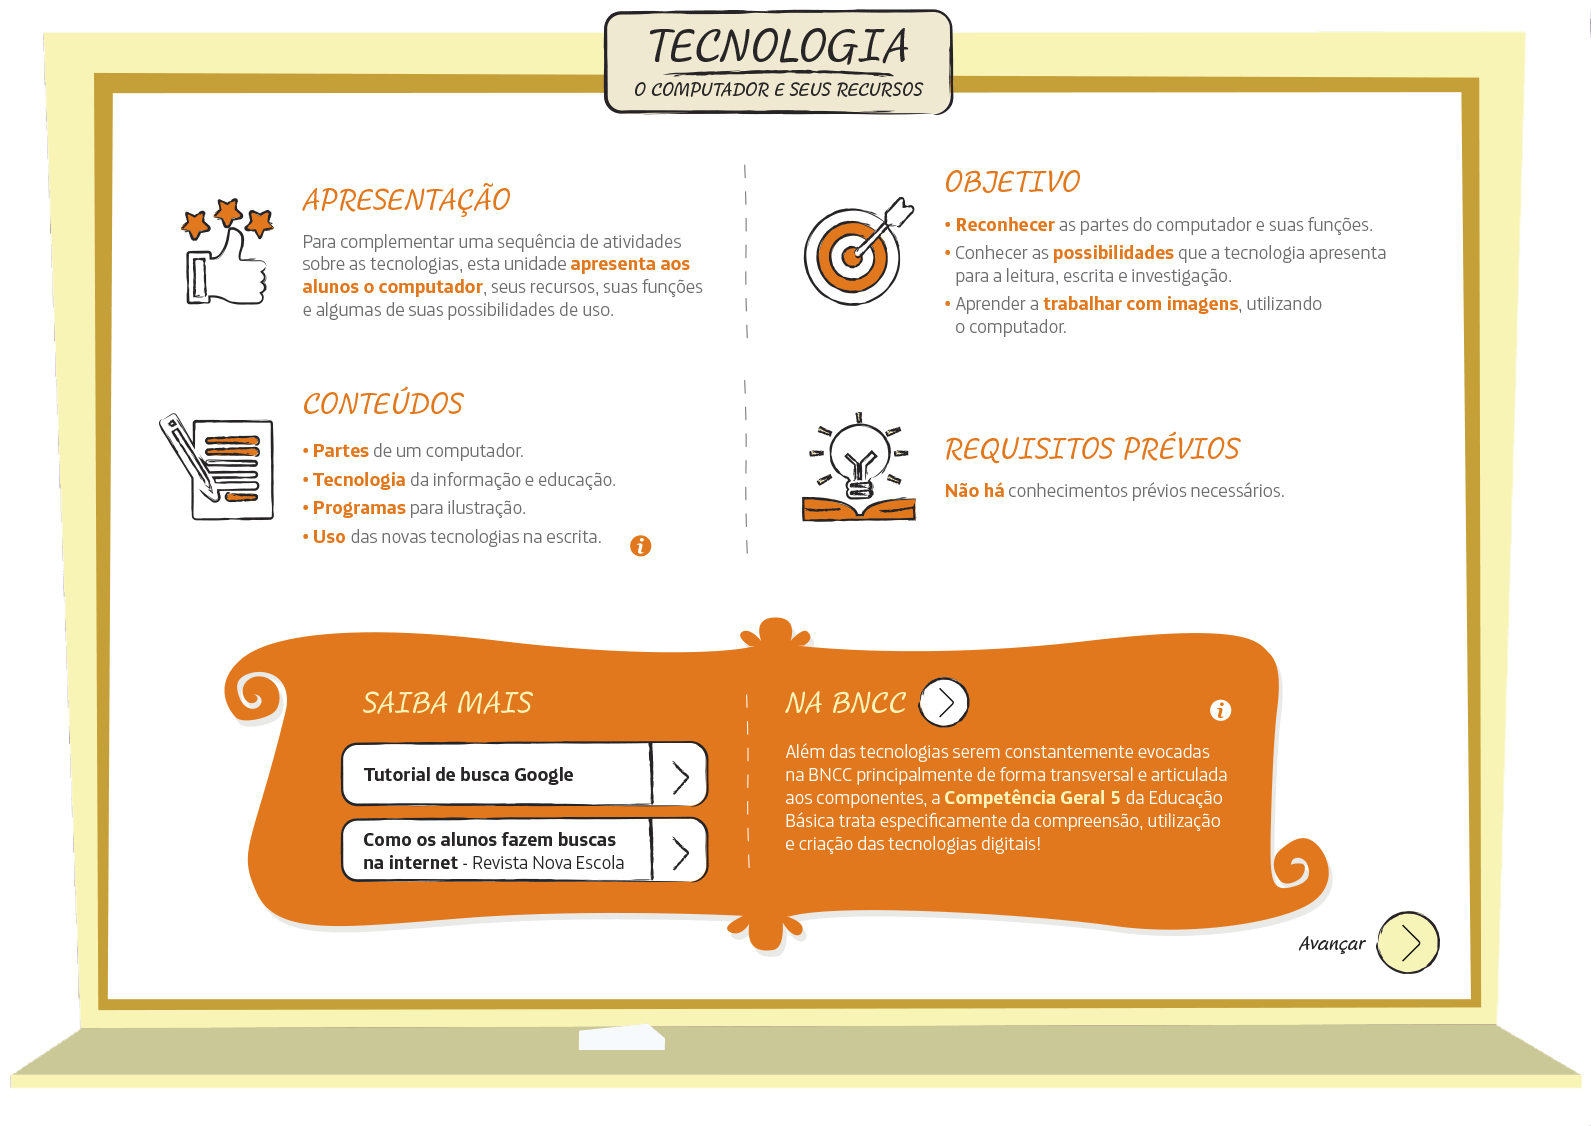 TECNOLOGIA
O COMPUTADOR E SEUS RECURSOS
APRESENTAÇÃO
Para complementar uma sequência de atividades
sobre as tecnologias, esta unidade apresenta aos
alunos o computador, seus recursos, suas funções
e algumas de suas possibilidades de uso.
OBJETIVO
• Reconhecer as partes do computador e suas funções.
• Conhecer as possibilidades que a tecnologia apresenta
para a leitura, escrita e investigação.
• Aprender a trabalhar com imagens, utilizando
o computador.
CONTEÚDOS
• Partes de um computador.
• Tecnologia da informação e educação.
• Programas para ilustração.
• Uso das novas tecnologias na escrita.
i
REQUISITOS PRÉVIOS
Não há conhecimentos prévios necessários.
SAIBA MAIS
Tutorial de busca Google
Como os alunos fazem buscas
na internet - Revista Nova Escola
NA BNCC
i
Além das tecnologias serem constantemente evocadas
na BNCC principalmente de forma transversal e articulada
aos componentes, a Competência Geral 5 da Educação
Básica trata especificamente da compreensão, utilização
e criação das tecnologias digitais!
Avançar